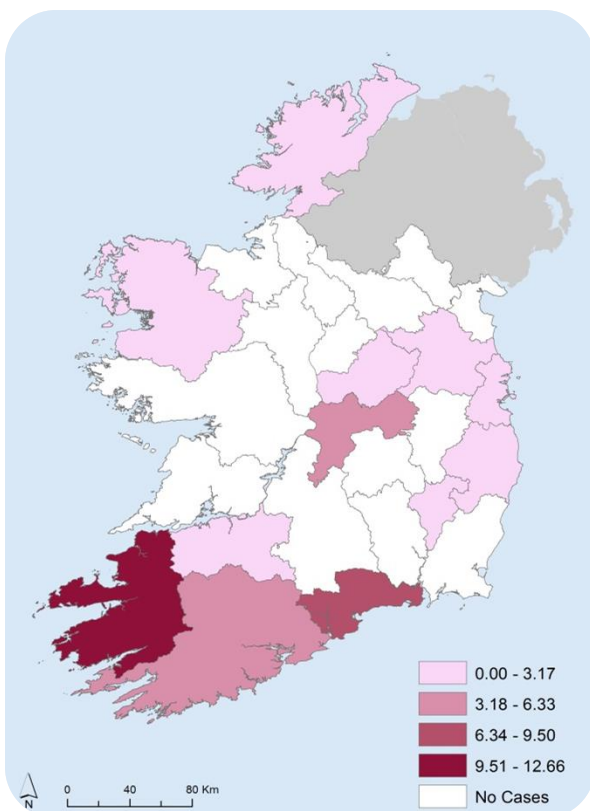 0.00 - 3.17
3.18 - 6.33
6.34 - 9.50
9.51 - 12.66
No Cases
N
0 40 80 Km